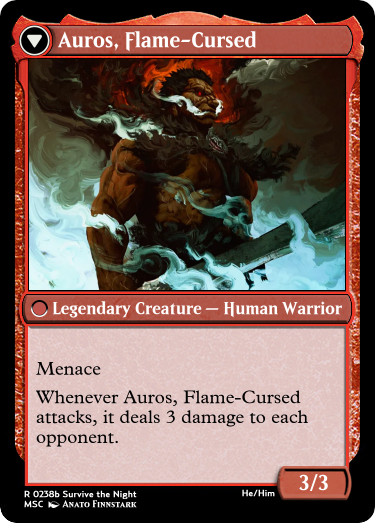 Auros, Flame-Cursed
Legendary Creature — Human Warrior
Menace
Whenever Auros, Flame-Cursed
attacks, it deals 3 damage to each
opponent.
3/3
R 0238b Survive the Night
He/Him
MSC Anato Finnstark